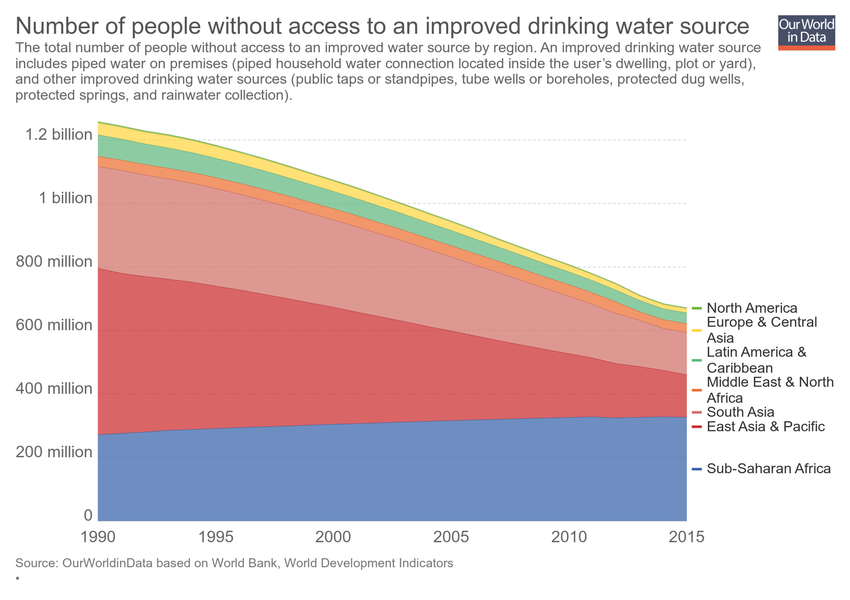 Number of people without access to an improved drinking water source
Our World
in Data
The total number of people without access to an improved water source by region. An improved drinking water source
includes piped water on premises (piped household water connection located inside the user's dwelling, plot or yard),
and other improved drinking water sources (public taps or standpipes, tube wells or boreholes, protected dug wells,
protected springs, and rainwater collection).
1.2 billion
1 billion
800 million
600 million
400 million
200 million
0
1990
1995
2000
2005
2010
2015
North America
Europe & Central
Asia
Latin America &
Caribbean
Middle East & North
Africa
South Asia
East Asia & Pacific
Sub-Saharan Africa
Source: OurWorldinData based on World Bank, World Development Indicators
•